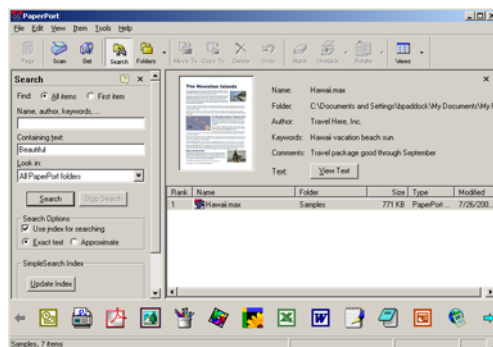 PaperPort
File Edit View Item Tools Help
Page Scan Get Search Folders Move To Copy To Delete Undo Stack Unstack Rotate Views
Search
Find: All items First item
Name, author, keywords, ...
Containing text:
Beautiful
Look in:
All PaperPort folders
Search Stop Search
Search Options
Use index for searching
Exact text Approximate
SimpleSearch Index
Update Index
The Hawaiian Islands
Name: Hawaii.max
Folder: C:\Documents and Settings\bpaddock\My Documents\My
Author: Travel Here, Inc.
Keywords: Hawaii vacation beach sun
Comments: Travel package good through September
Text: View Text
Rank Name Folder Size Type Modified
1 Hawaii.max Samples 771 KB PaperPort ... 7/26/200...
Samples, 7 items